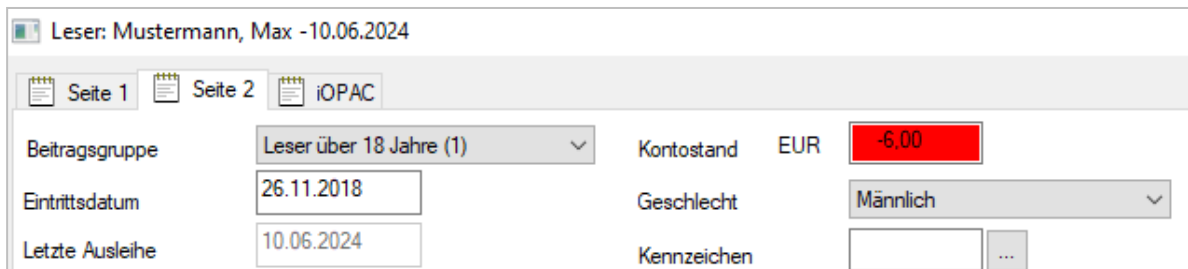 Leser: Mustermann, Max -10.06.2024
Seite 1 Seite 2 iOPAC
Beitragsgruppe Leser über 18 Jahre (1) Kontostand EUR -6,00
Eintrittsdatum 26.11.2018 Geschlecht Männlich
Letzte Ausleihe 10.06.2024 Kennzeichen ...